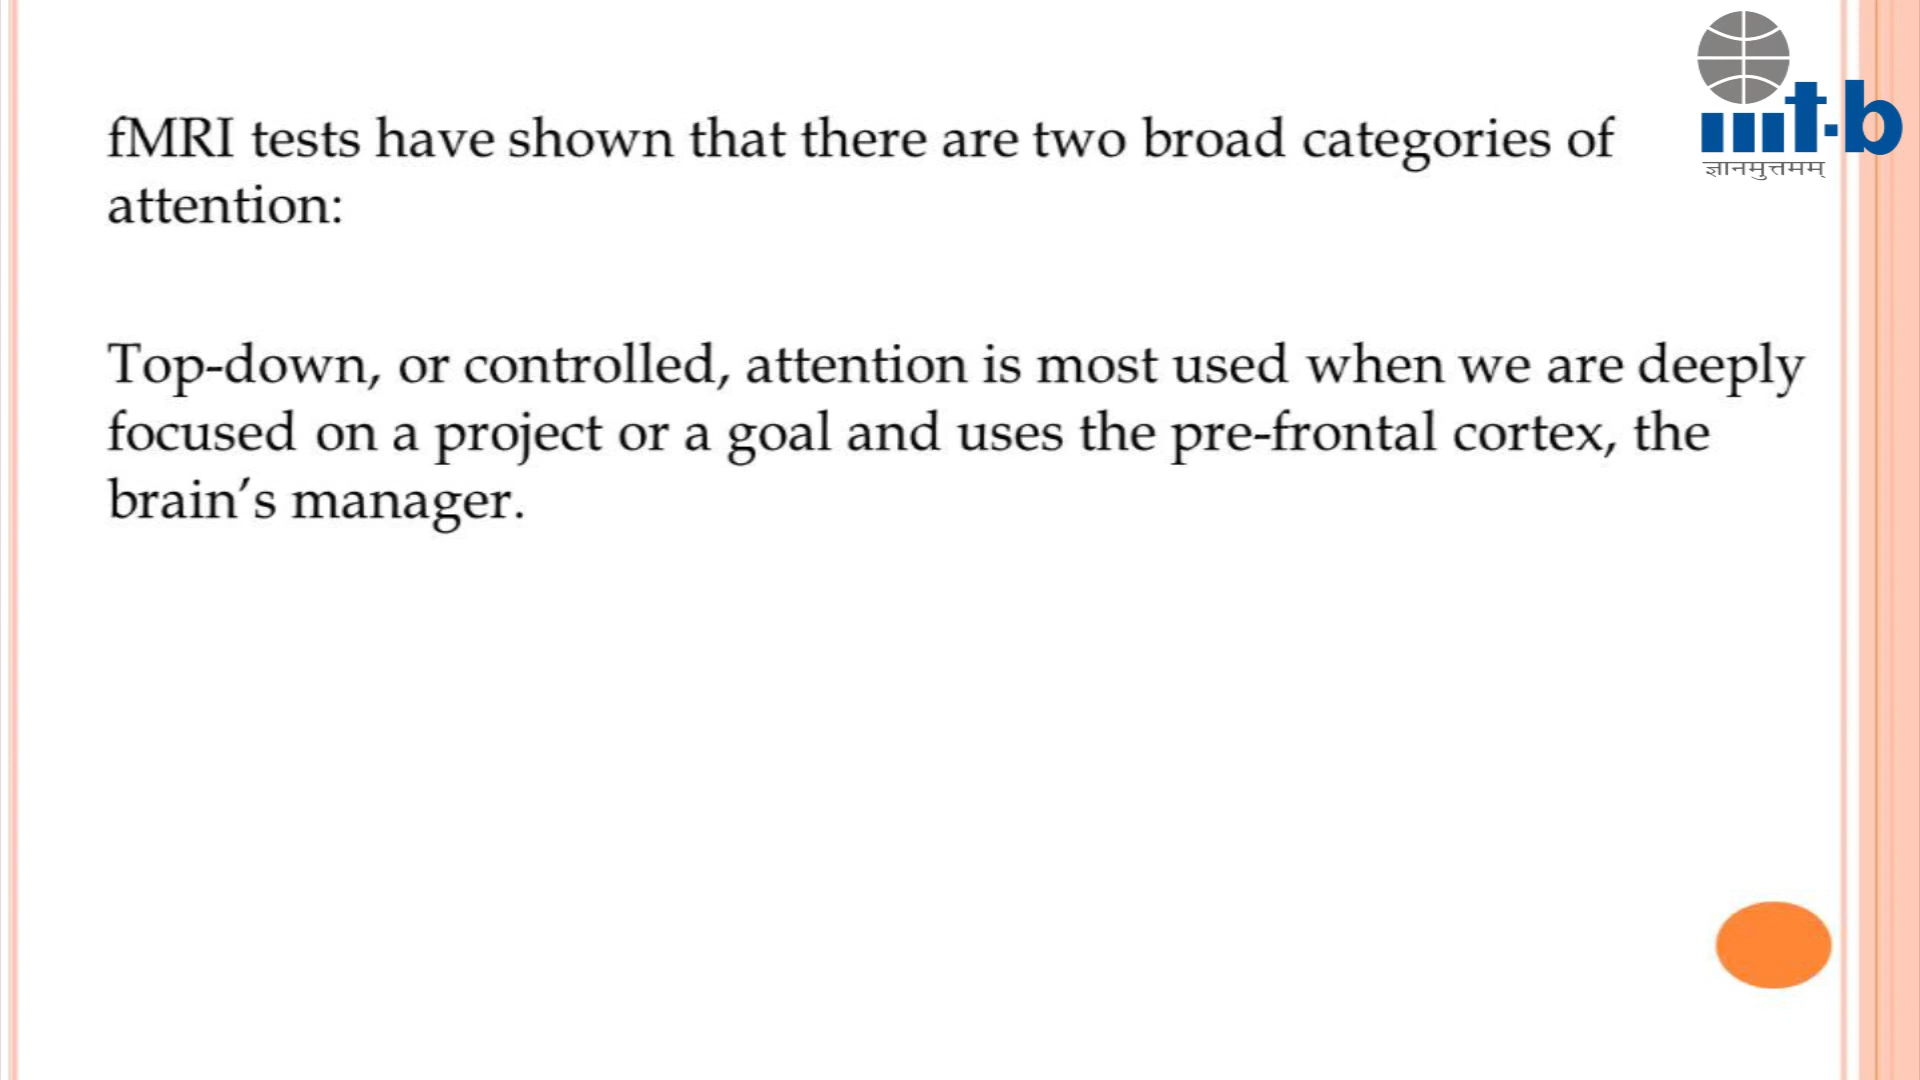 fMRI tests have shown that there are two broad categories of
attention:
Top-down, or controlled, attention is most used when we are deeply
focused on a project or a goal and uses the pre-frontal cortex, the
brain’s manager.
iiit-b
ज्ञानमुत्तमम्